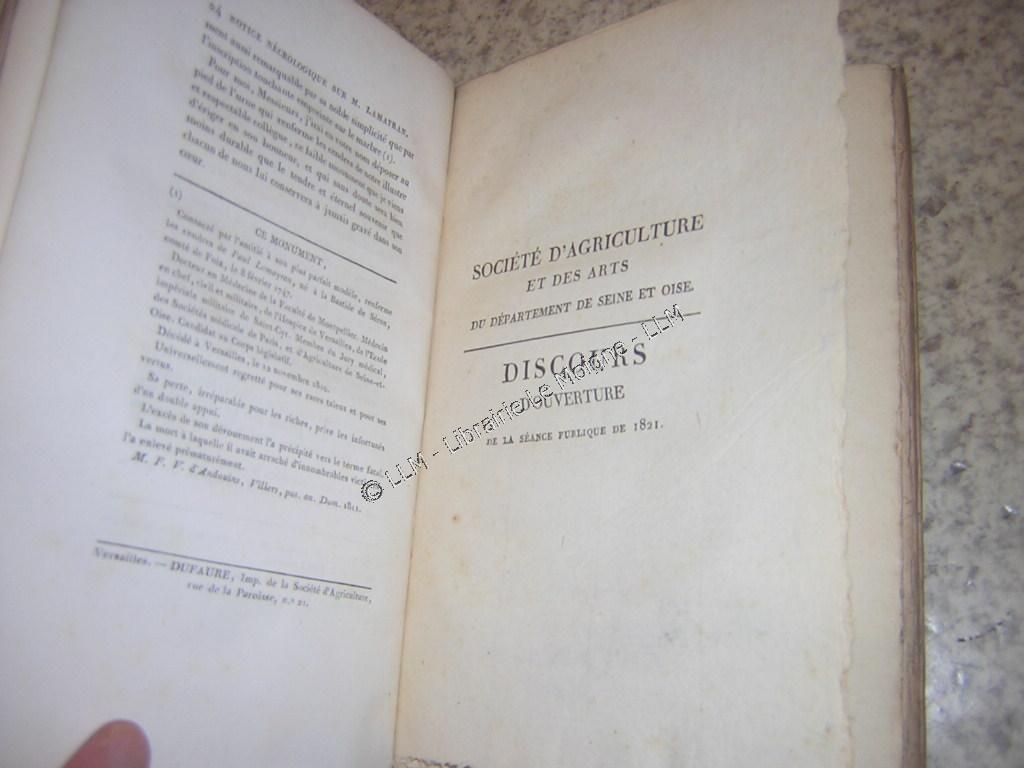 24 NOTICE NÉCROLOGIQUE SUR M. LAMAYRAN.
ment aussi remarquable par sa noble simplicité que par
l'inscription touchante empreinte sur le marbre (1).
Pour moi, Messieurs, j'irai en votre nom déposer au
pied de l'urne qui renferme les cendres de notre illustre
et respectable collègue, ce faible monument que je viens
d'ériger en son honneur, et qui sans doute sera bien
moins durable que le tendre et éternel souvenir que
chacun de nous lui conservera à jamais gravé dans son
cœur.
(1)
CE MONUMENT,
Consacré par l'amitié à son plus parfait modèle, renferme
les cendres de Paul Lamayran, né à la Bastide de Séron,
comté de Foix, le 8 février 1747.
Docteur en Médecine de la Faculté de Montpellier, Médecin
en chef, civil et militaire, de l'Hospice de Versailles, de l'Ecole
impériale militaire de Saint-Cyr. Membre du Jury médical,
des Sociétés médicale de Paris, et d'Agriculture de Seine-et-
Oise. Candidat au Corps législatif.
Décédé à Versailles, le 12 novembre 1810.
Universellement regretté pour ses rares talens et pour ses
vertus.
Sa perte, irréparable pour les riches, prive les infortunés
d'un double appui.
L'excès de son dévouement l'a précipité vers le terme fatal.
La mort à laquelle il avait arraché d'innombrables victimes
l'a enlevé prématurément.
M. F. V. d'Andouins, Villers, pos. an. Dom. 1811.
Versailles. — DUFAURE, Imp. de la Société d'Agriculture,
rue de la Paroisse, n.° 21.
SOCIÉTÉ D'AGRICULTURE
ET DES ARTS
DU DÉPARTEMENT DE SEINE ET OISE.
DISCOURS
D'OUVERTURE
DE LA SÉANCE PUBLIQUE DE 1821.
© LLM - Librairie Le Moigne - LLM